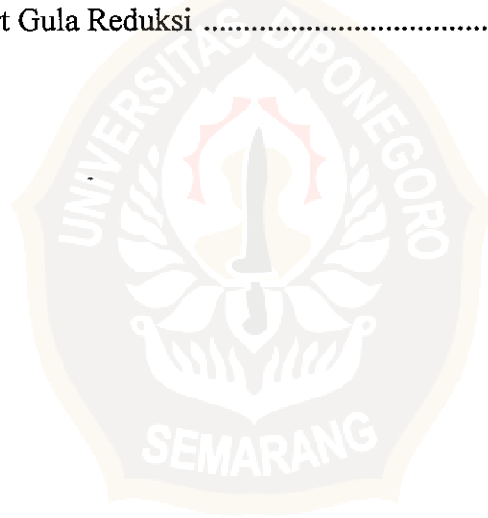 t Gula Reduksi ....................................
UNIVERSITAS DIPONEGORO
SEMARANG